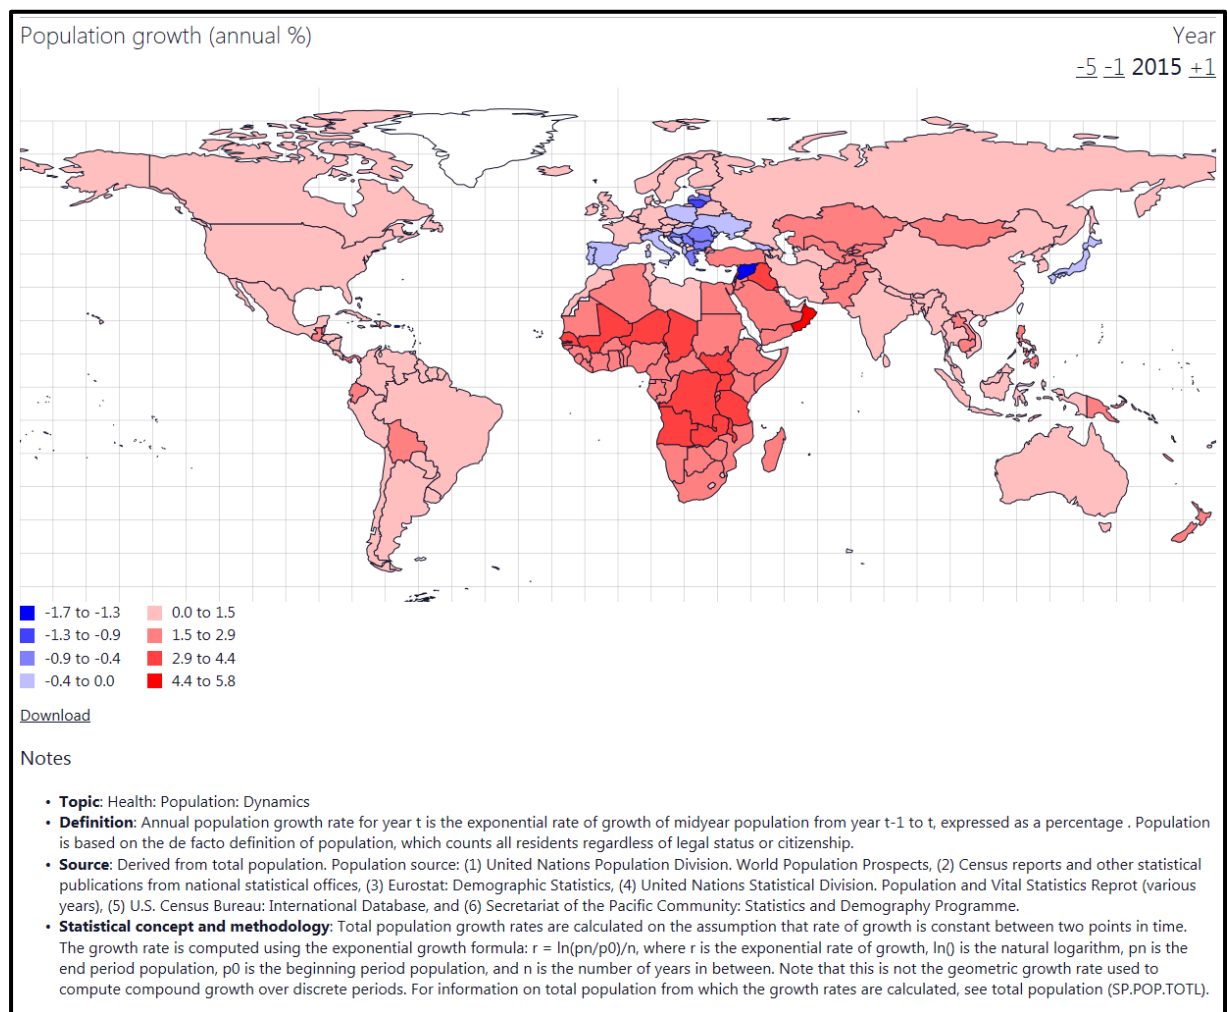 Population growth (annual %)
Year
-5 -1 2015 +1
-1.7 to -1.3
-1.3 to -0.9
-0.9 to -0.4
-0.4 to 0.0
0.0 to 1.5
1.5 to 2.9
2.9 to 4.4
4.4 to 5.8
Download
Notes
• Topic: Health: Population: Dynamics
• Definition: Annual population growth rate for year t is the exponential rate of growth of midyear population from year t-1 to t, expressed as a percentage . Population
is based on the de facto definition of population, which counts all residents regardless of legal status or citizenship.
• Source: Derived from total population. Population source: (1) United Nations Population Division. World Population Prospects, (2) Census reports and other statistical
publications from national statistical offices, (3) Eurostat: Demographic Statistics, (4) United Nations Statistical Division. Population and Vital Statistics Reprot (various
years), (5) U.S. Census Bureau: International Database, and (6) Secretariat of the Pacific Community: Statistics and Demography Programme.
• Statistical concept and methodology: Total population growth rates are calculated on the assumption that rate of growth is constant between two points in time.
The growth rate is computed using the exponential growth formula: r = ln(pn/p0)/n, where r is the exponential rate of growth, ln() is the natural logarithm, pn is the
end period population, p0 is the beginning period population, and n is the number of years in between. Note that this is not the geometric growth rate used to
compute compound growth over discrete periods. For information on total population from which the growth rates are calculated, see total population (SP.POP.TOTL).